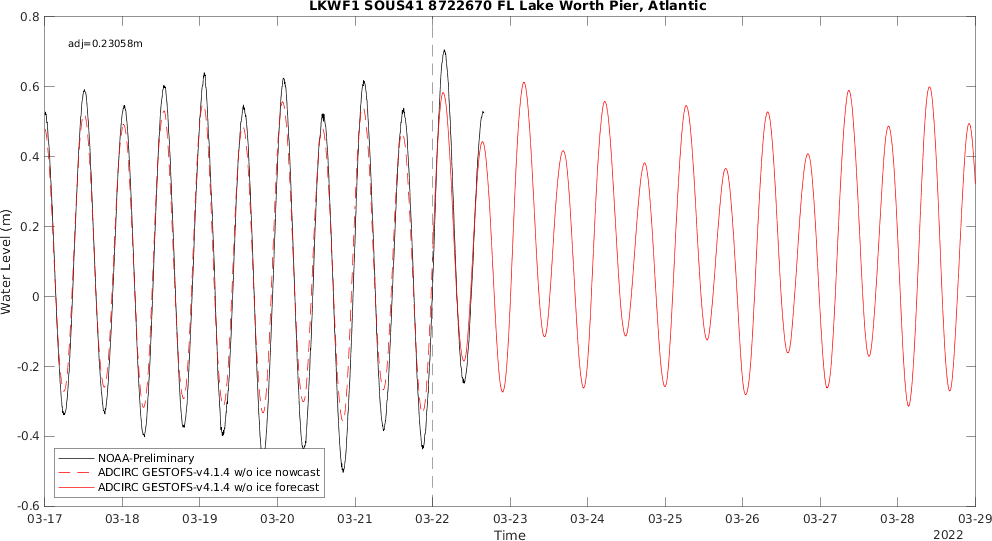 LKWF1 SOUS41 8722670 FL Lake Worth Pier, Atlantic
adj=0.23058m
0.8
0.6
0.4
0.2
0
-0.2
-0.4
-0.6
Water Level (m)
NOAA-Preliminary
ADCIRC GESTOFS-v4.1.4 w/o ice nowcast
ADCIRC GESTOFS-v4.1.4 w/o ice forecast
03-17 03-18 03-19 03-20 03-21 03-22 03-23 03-24 03-25 03-26 03-27 03-28 03-29
Time
2022